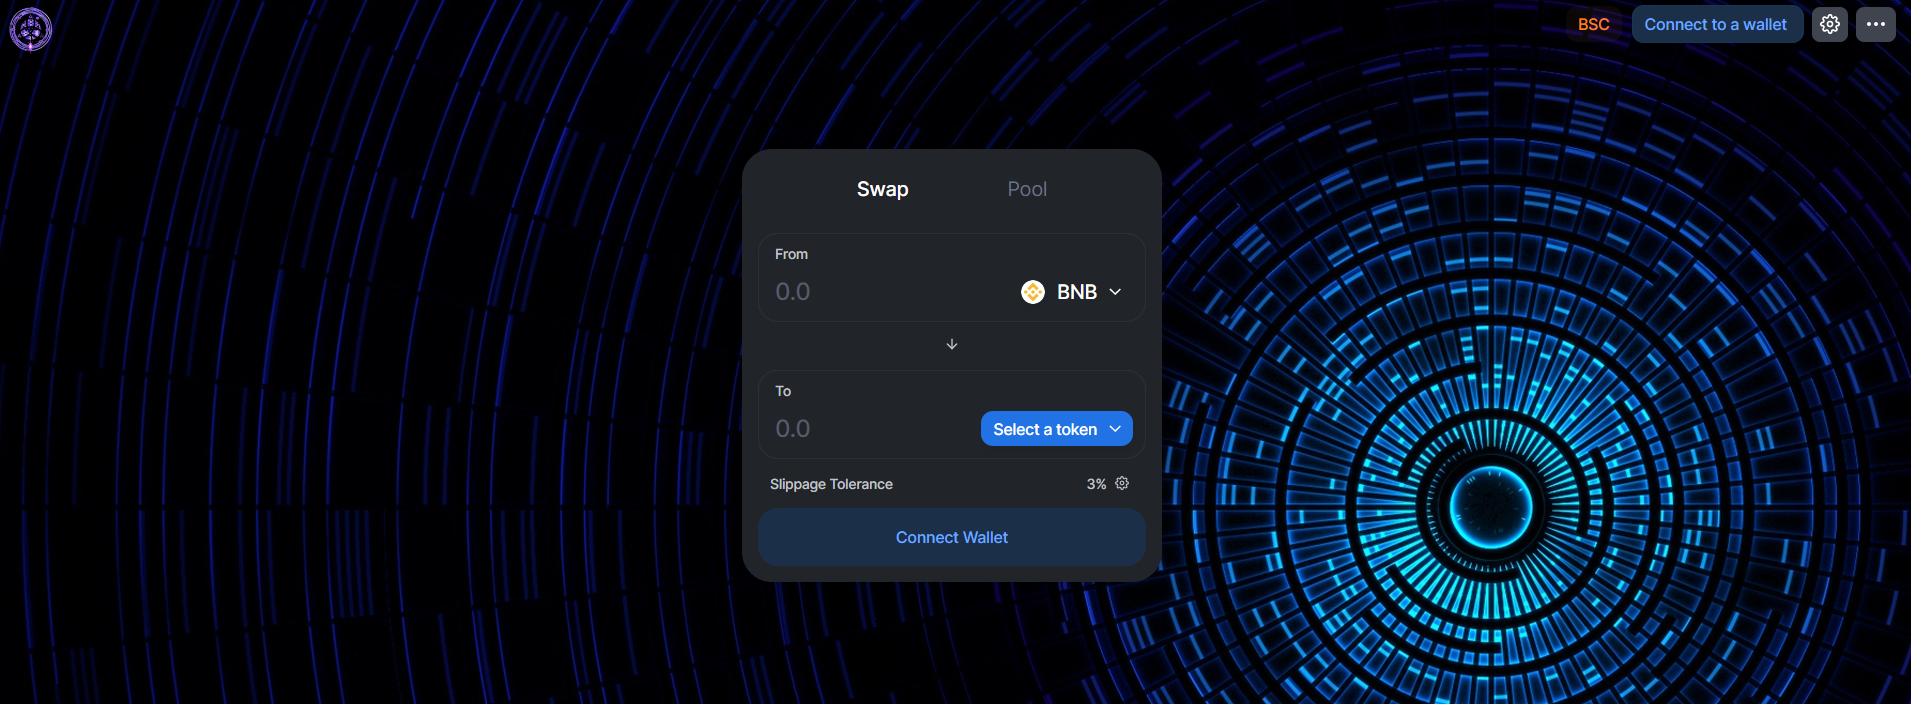 BSC
Connect to a wallet
Swap
Pool
From
0.0
BNB
To
0.0
Select a token
Slippage Tolerance
3%
Connect Wallet